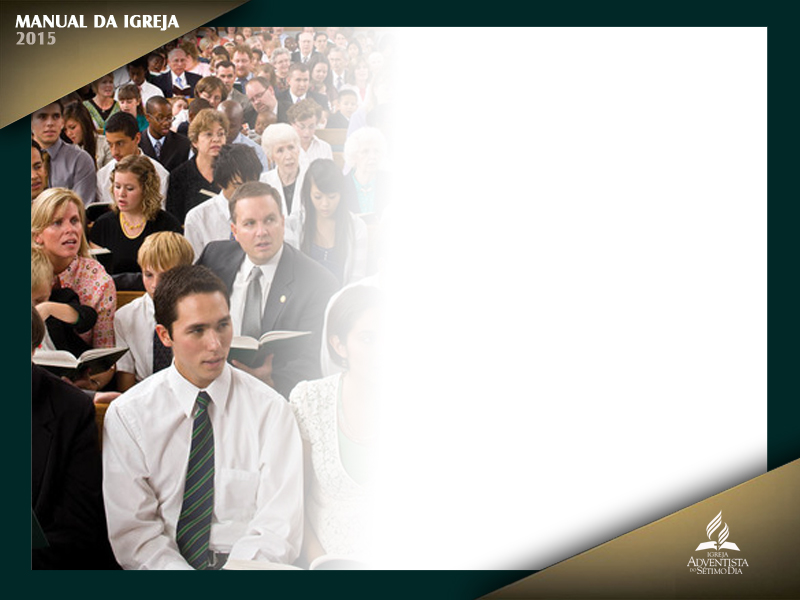 MANUAL DA IGREJA
2015
IGREJA
ADVENTISTA
DO SÉTIMO DIA